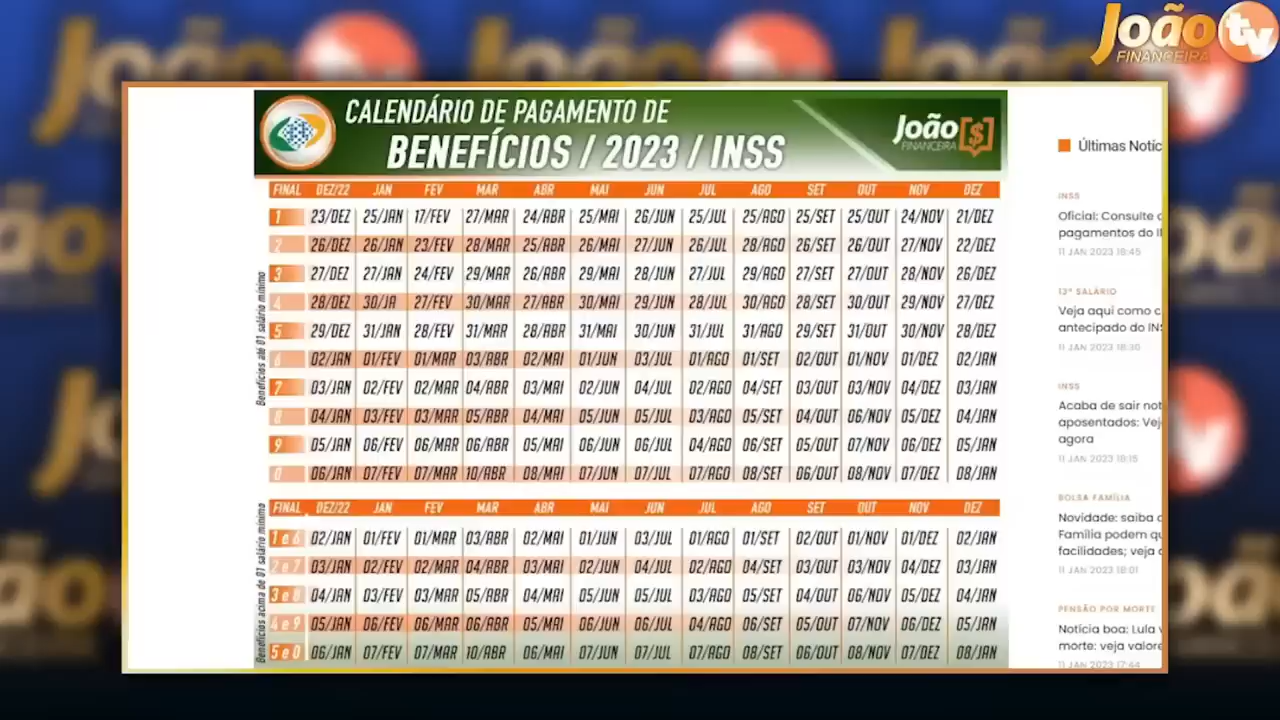 João tv
FINANCEIRA
CALENDÁRIO DE PAGAMENTO DE
BENEFÍCIOS / 2023 / INSS
João $
FINANCEIRA
Benefícios até 01 salário mínimo
FINAL DEZ/22 JAN FEV MAR ABR MAI JUN JUL AGO SET OUT NOV DEZ
1 23/DEZ 25/JAN 17/FEV 27/MAR 24/ABR 25/MAI 26/JUN 25/JUL 25/AGO 25/SET 25/OUT 24/NOV 21/DEZ
2 26/DEZ 26/JAN 23/FEV 28/MAR 25/ABR 26/MAI 27/JUN 26/JUL 28/AGO 26/SET 26/OUT 27/NOV 22/DEZ
3 27/DEZ 27/JAN 24/FEV 29/MAR 26/ABR 29/MAI 28/JUN 27/JUL 29/AGO 27/SET 27/OUT 28/NOV 26/DEZ
4 28/DEZ 30/JA 27/FEV 30/MAR 27/ABR 30/MAI 29/JUN 28/JUL 30/AGO 28/SET 30/OUT 29/NOV 27/DEZ
5 29/DEZ 31/JAN 28/FEV 31/MAR 28/ABR 31/MAI 30/JUN 31/JUL 31/AGO 29/SET 31/OUT 30/NOV 28/DEZ
6 02/JAN 01/FEV 01/MAR 03/ABR 02/MAI 01/JUN 03/JUL 01/AGO 01/SET 02/OUT 01/NOV 01/DEZ 02/JAN
7 03/JAN 02/FEV 02/MAR 04/ABR 03/MAI 02/JUN 04/JUL 02/AGO 04/SET 03/OUT 03/NOV 04/DEZ 03/JAN
8 04/JAN 03/FEV 03/MAR 05/ABR 04/MAI 05/JUN 05/JUL 03/AGO 05/SET 04/OUT 06/NOV 05/DEZ 04/JAN
9 05/JAN 06/FEV 06/MAR 06/ABR 05/MAI 06/JUN 06/JUL 04/AGO 06/SET 05/OUT 07/NOV 06/DEZ 05/JAN
0 06/JAN 07/FEV 07/MAR 10/ABR 08/MAI 07/JUN 07/JUL 07/AGO 08/SET 06/OUT 08/NOV 07/DEZ 08/JAN
Benefícios acima de 01 salário mínimo
FINAL DEZ/22 JAN FEV MAR ABR MAI JUN JUL AGO SET OUT NOV DEZ
1 e 6 02/JAN 01/FEV 01/MAR 03/ABR 02/MAI 01/JUN 03/JUL 01/AGO 01/SET 02/OUT 01/NOV 01/DEZ 02/JAN
2 e 7 03/JAN 02/FEV 02/MAR 04/ABR 03/MAI 02/JUN 04/JUL 02/AGO 04/SET 03/OUT 03/NOV 04/DEZ 03/JAN
3 e 8 04/JAN 03/FEV 03/MAR 05/ABR 04/MAI 05/JUN 05/JUL 03/AGO 05/SET 04/OUT 06/NOV 05/DEZ 04/JAN
4 e 9 05/JAN 06/FEV 06/MAR 06/ABR 05/MAI 06/JUN 06/JUL 04/AGO 06/SET 05/OUT 07/NOV 06/DEZ 05/JAN
5 e 0 06/JAN 07/FEV 07/MAR 10/ABR 06/MAI 07/JUN 07/JUL 07/AGO 08/SET 06/OUT 08/NOV 07/DEZ 08/JAN
Últimas Notíc
INSS
Oficial: Consulte
pagamentos do
11 JAN 2023 18:45
13º SALÁRIO
Veja aqui como c
antecipado do IN
11 JAN 2023 18:30
INSS
Acaba de sair not
aposentados: Vej
agora
11 JAN 2023 18:15
BOLSA FAMÍLIA
Novidade: saiba
Família podem qu
facilidades; veja
11 JAN 2023 18:01
PENSÃO POR MORTE
Notícia boa: Lula
morte: veja valore
11 JAN 2023 17:44